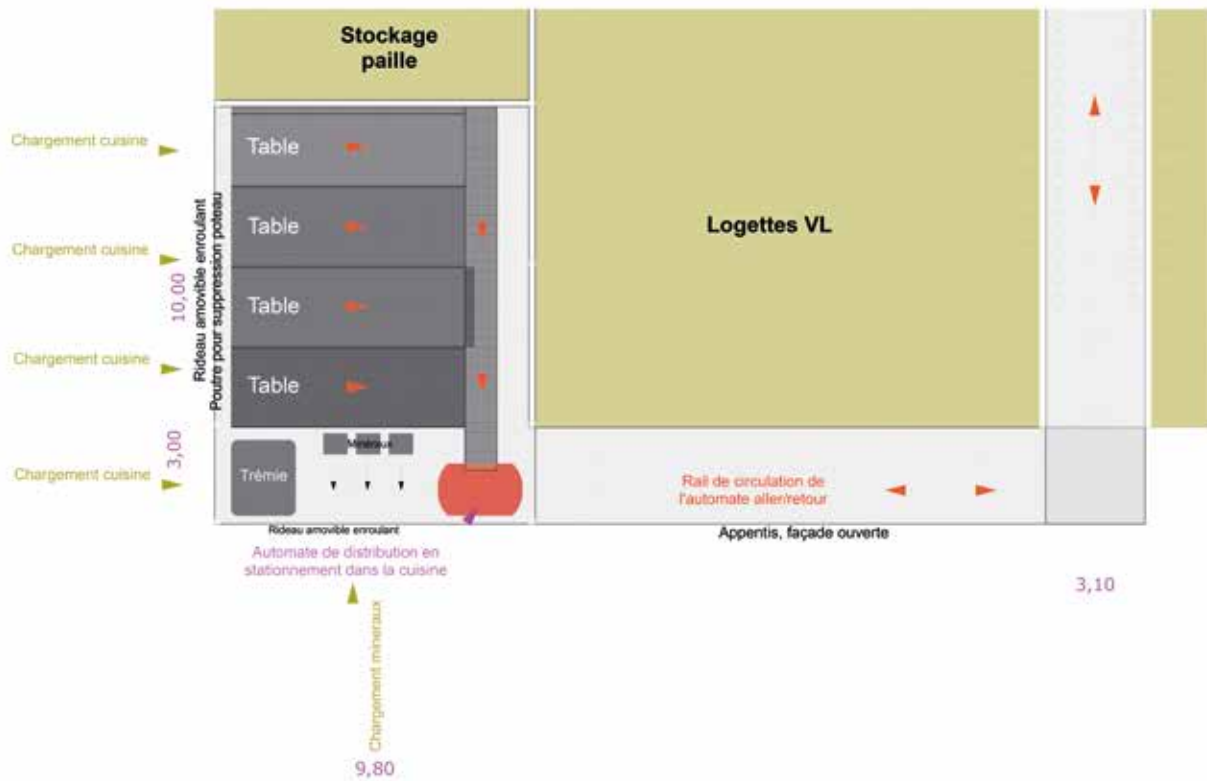 Stockage
paille
Chargement cuisine
Table
Chargement cuisine
Table
Logettes VL
10,00
Rideau amovible enroulant
Poutre pour suppression poteau
Table
Chargement cuisine
Table
3,00
Minéraux
Chargement cuisine
Trémie
Rail de circulation de
l'automate aller/retour
Rideau amovible enroulant
Appentis, façade ouverte
Automate de distribution en
stationnement dans la cuisine
3,10
Chargement mineraux
9,80